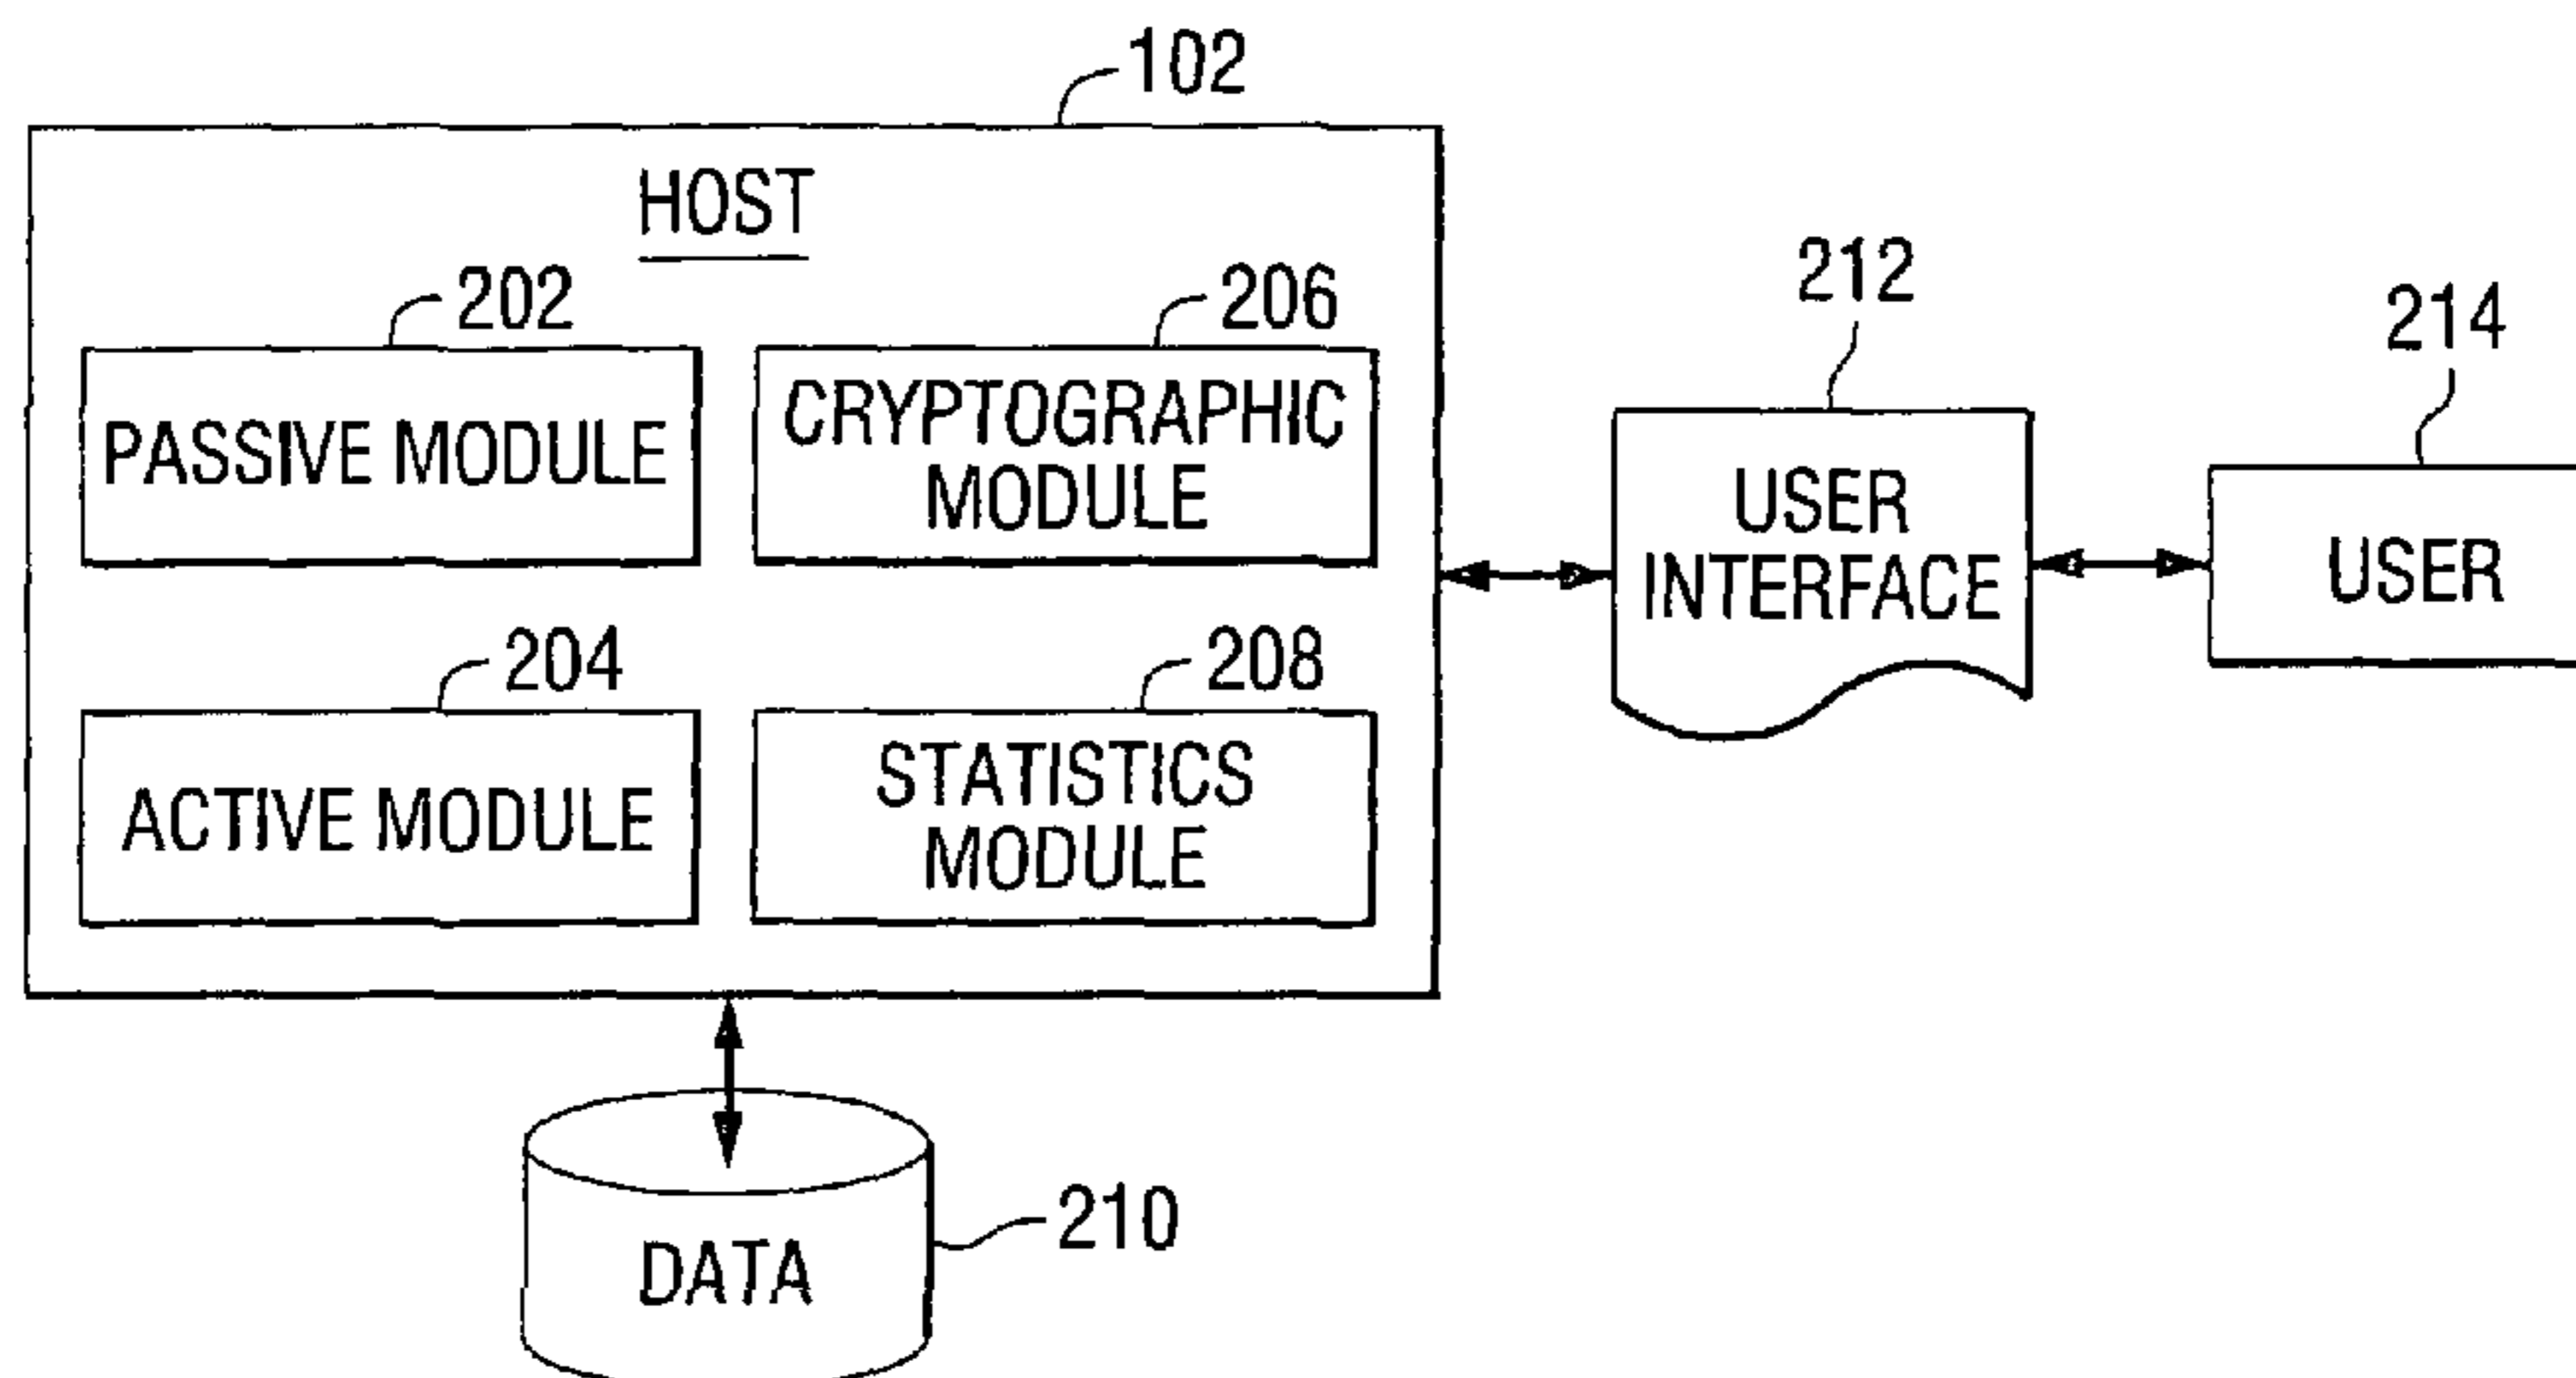 102
HOST
202
206
PASSIVE MODULE
CRYPTOGRAPHIC
MODULE
204
208
ACTIVE MODULE
STATISTICS
MODULE
212
USER
INTERFACE
214
USER
DATA
210